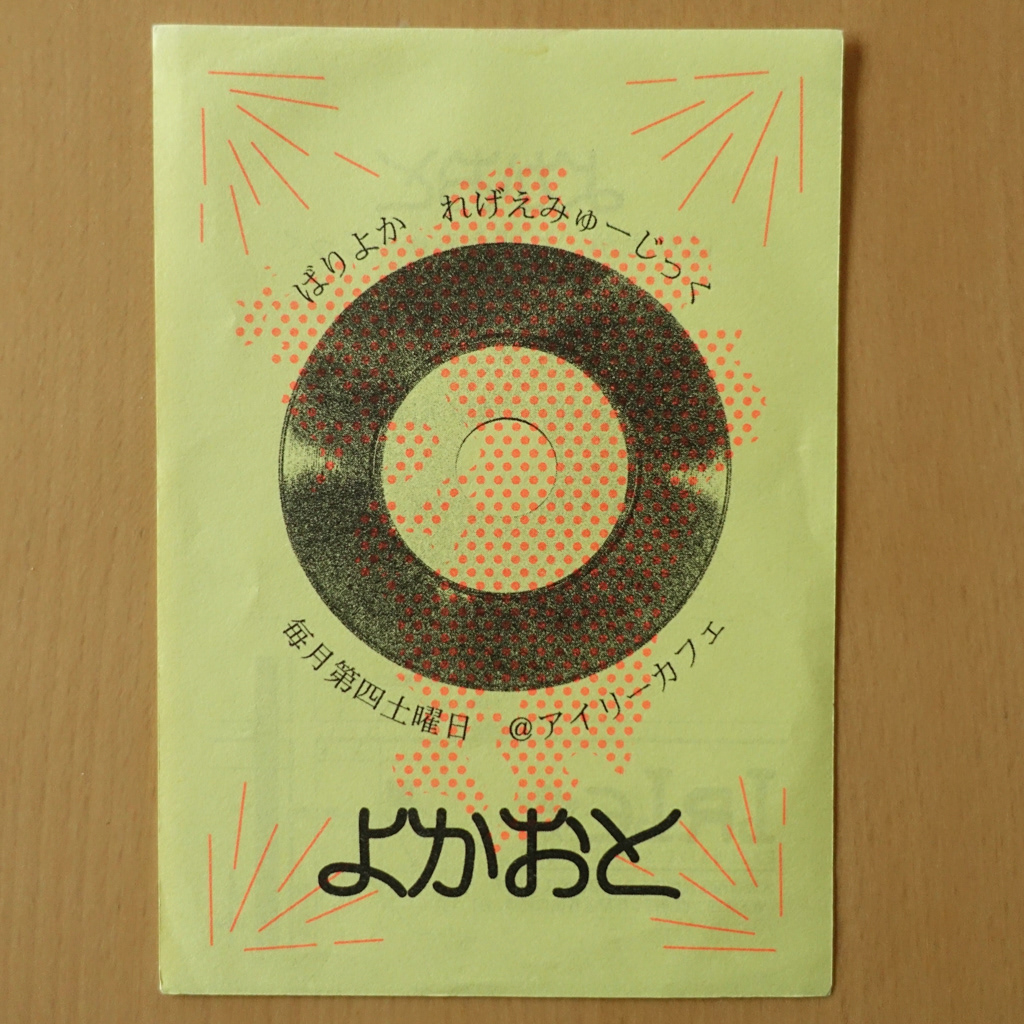 ばりよか れげえみゅーじっく
毎月第四土曜日 @アイリーカフェ
よかおと